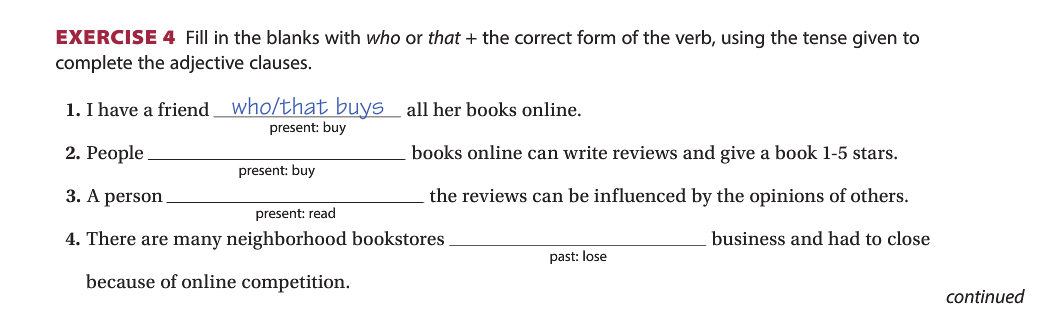 EXERCISE 4 Fill in the blanks with who or that + the correct form of the verb, using the tense given to
complete the adjective clauses.
1. I have a friend who/that buys all her books online.
present: buy
2. People ____________ books online can write reviews and give a book 1-5 stars.
present: buy
3. A person ____________ the reviews can be influenced by the opinions of others.
present: read
4. There are many neighborhood bookstores ____________ business and had to close
past: lose
because of online competition.
continued